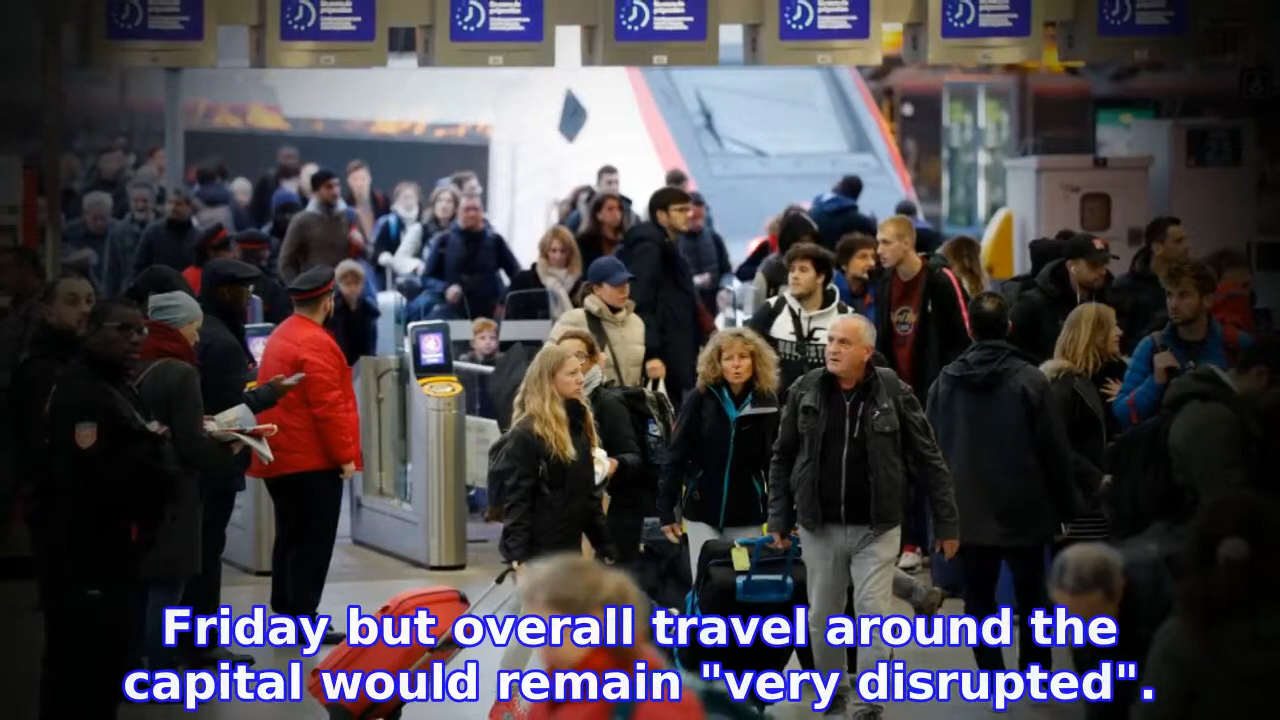 Friday but overall travel around the
capital would remain "very disrupted".